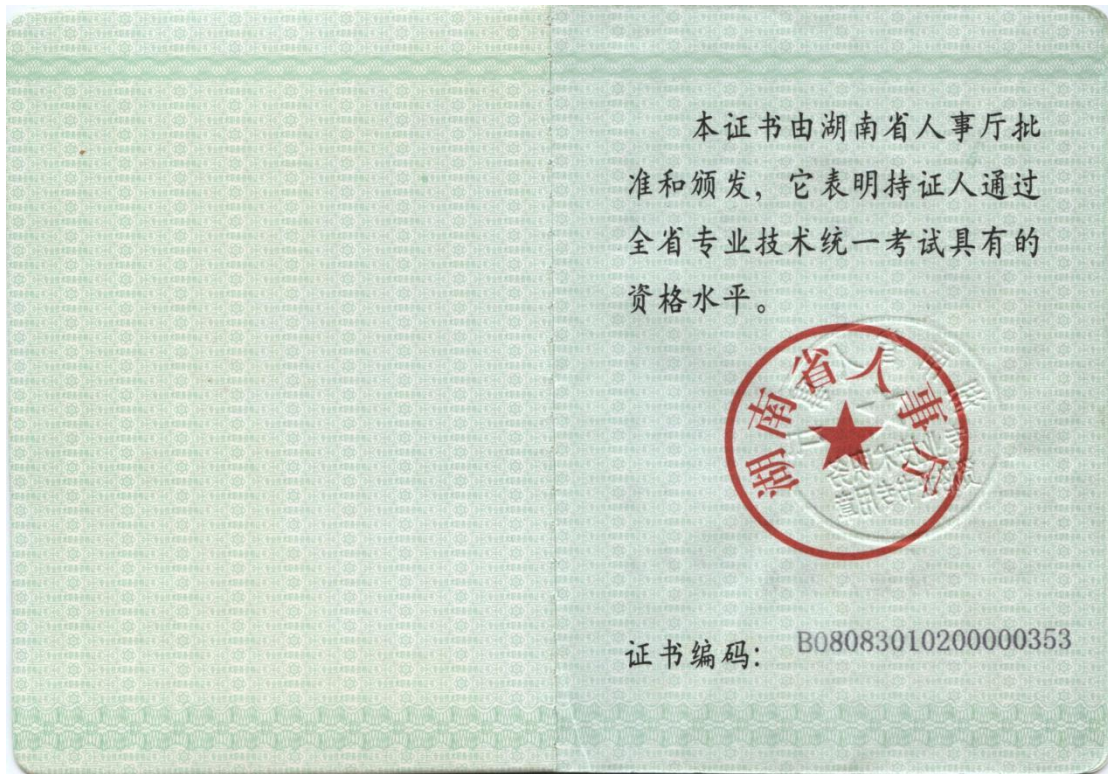 本证书由湖南省人事厅批
准和颁发，它表明持证人通过
全省专业技术统一考试具有的
资格水平。
湖南省人事厅
证书编码：
B08083010200000353